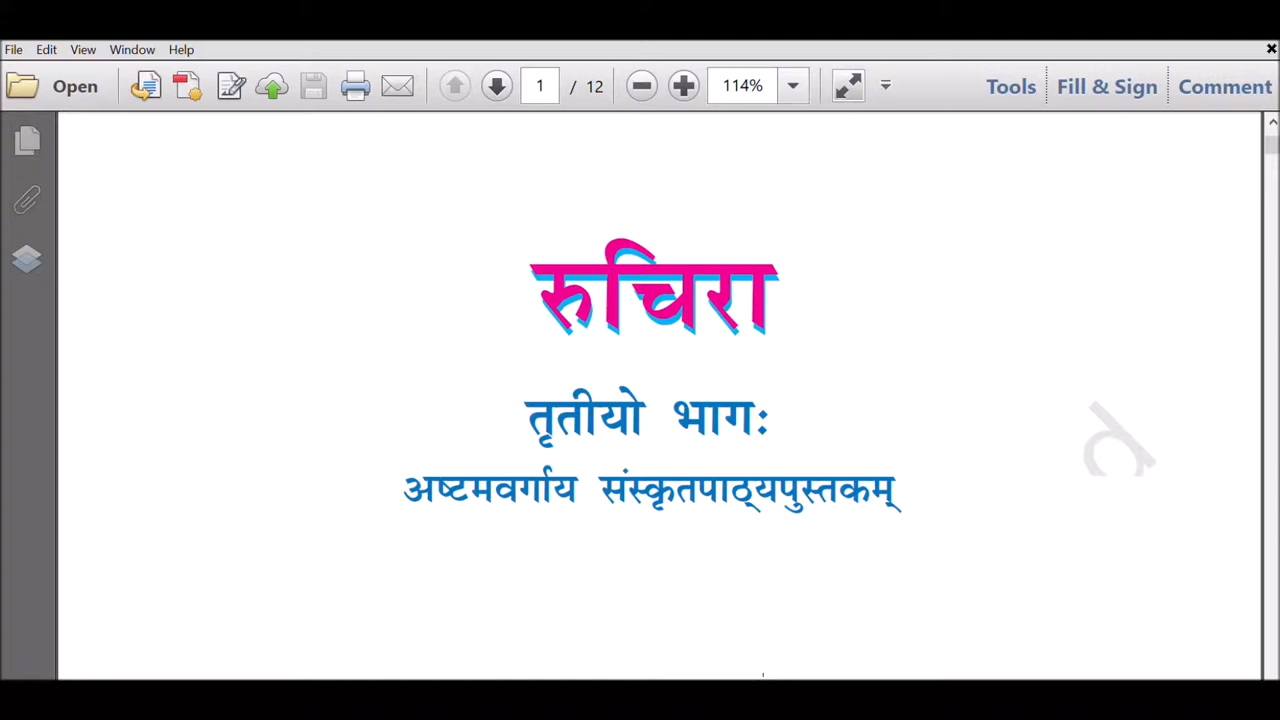 File Edit View Window Help
Open 1 / 12 114% Tools Fill & Sign Comment
रुचिरा
तृतीयो भागः
अष्टमवर्गाय संस्कृतपाठ्यपुस्तकम्